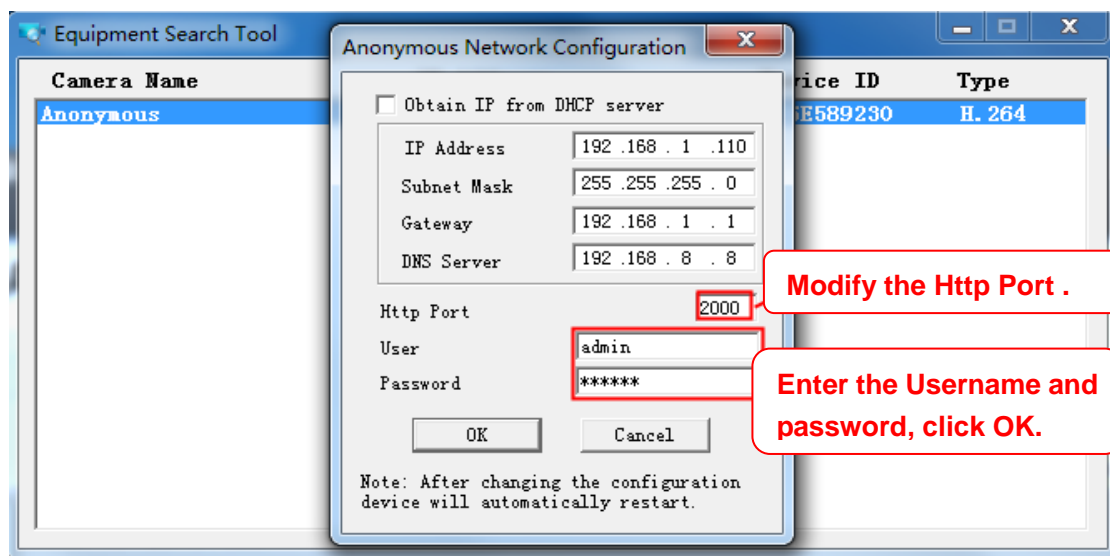 Equipment Search Tool
Anonymous Network Configuration
Camera Name
vice ID Type
Anonymous
5E589230 H.264
Obtain IP from DHCP server
IP Address 192 .168 . 1 .110
Subnet Mask 255 .255 .255 . 0
Gateway 192 .168 . 1 . 1
DNS Server 192 .168 . 8 . 8
Http Port 2000
Modify the Http Port .
User admin
Password ******
Enter the Username and
password, click OK.
OK Cancel
Note: After changing the configuration
device will automatically restart.